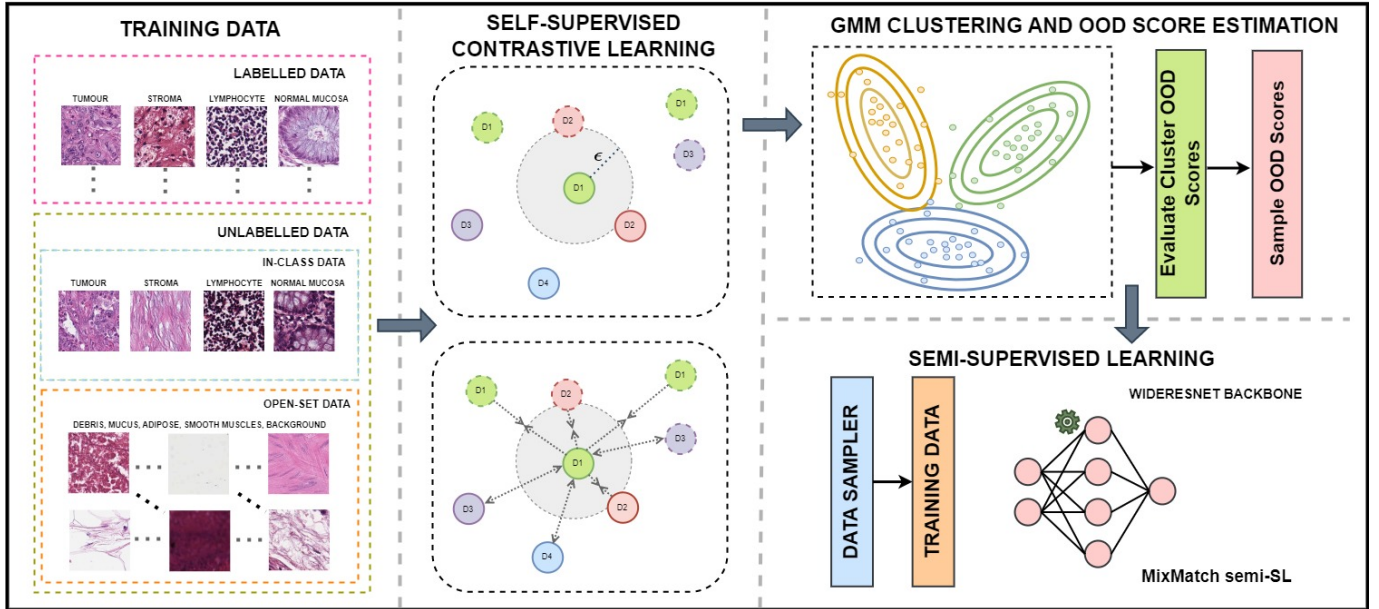 TRAINING DATA
LABELLED DATA
TUMOUR STROMA LYMPHOCYTE NORMAL MUCOSA
UNLABELLED DATA
IN-CLASS DATA
TUMOUR STROMA LYMPHOCYTE NORMAL MUCOSA
OPEN-SET DATA
DEBRIS, MUCUS, ADIPOSE, SMOOTH MUSCLES, BACKGROUND
SELF-SUPERVISED
CONTRASTIVE LEARNING
D1
D2
D1
D3
ϵ
D1
D3
D2
D4
D1
D2
D1
D3
D1
D3
D2
D4
GMM CLUSTERING AND OOD SCORE ESTIMATION
Evaluate Cluster OOD
Scores
Sample OOD Scores
SEMI-SUPERVISED LEARNING
DATA SAMPLER
TRAINING DATA
WIDERESNET BACKBONE
MixMatch semi-SL